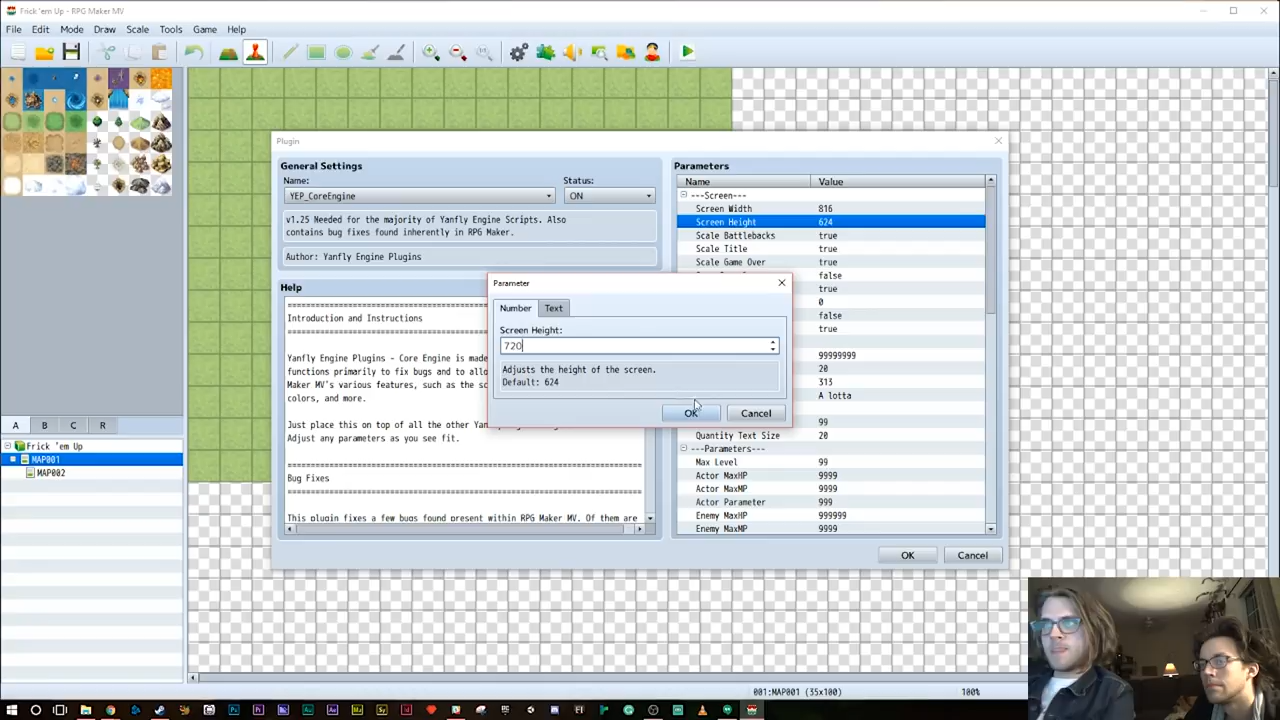 Frick 'em Up - RPG Maker MV
File Edit Mode Draw Scale Tools Game Help
Plugin
General Settings
Name: Status:
YEP_CoreEngine ON
v1.25 Needed for the majority of Yanfly Engine Scripts. Also
contains bug fixes found inherently in RPG Maker.
Author: Yanfly Engine Plugins
Help
Introduction and Instructions
Yanfly Engine Plugins - Core Engine is made
functions primarily to fix bugs and to allo
Maker MV's various features, such as the sc
colors, and more.
Just place this on top of all the other Yan
Adjust any parameters as you see fit.
Bug Fixes
This plugin fixes a few bugs found present within RPG Maker MV. Of them are
Parameters
Name Value
---Screen---
Screen Width 816
Screen Height 624
Scale Battlebacks true
Scale Title true
Scale Game Over true
false
true
0
false
true
99999999
20
313
A lotta
99
Quantity Text Size 20
---Parameters---
Max Level 99
Actor MaxHP 9999
Actor MaxMP 9999
Actor Parameter 999
Enemy MaxHP 999999
Enemy MaxMP 9999
OK Cancel
Parameter
Number Text
Screen Height:
720
Adjusts the height of the screen.
Default: 624
OK Cancel
A B C R
Frick 'em Up
MAP001
MAP002
001:MAP001 (35x100) 100%